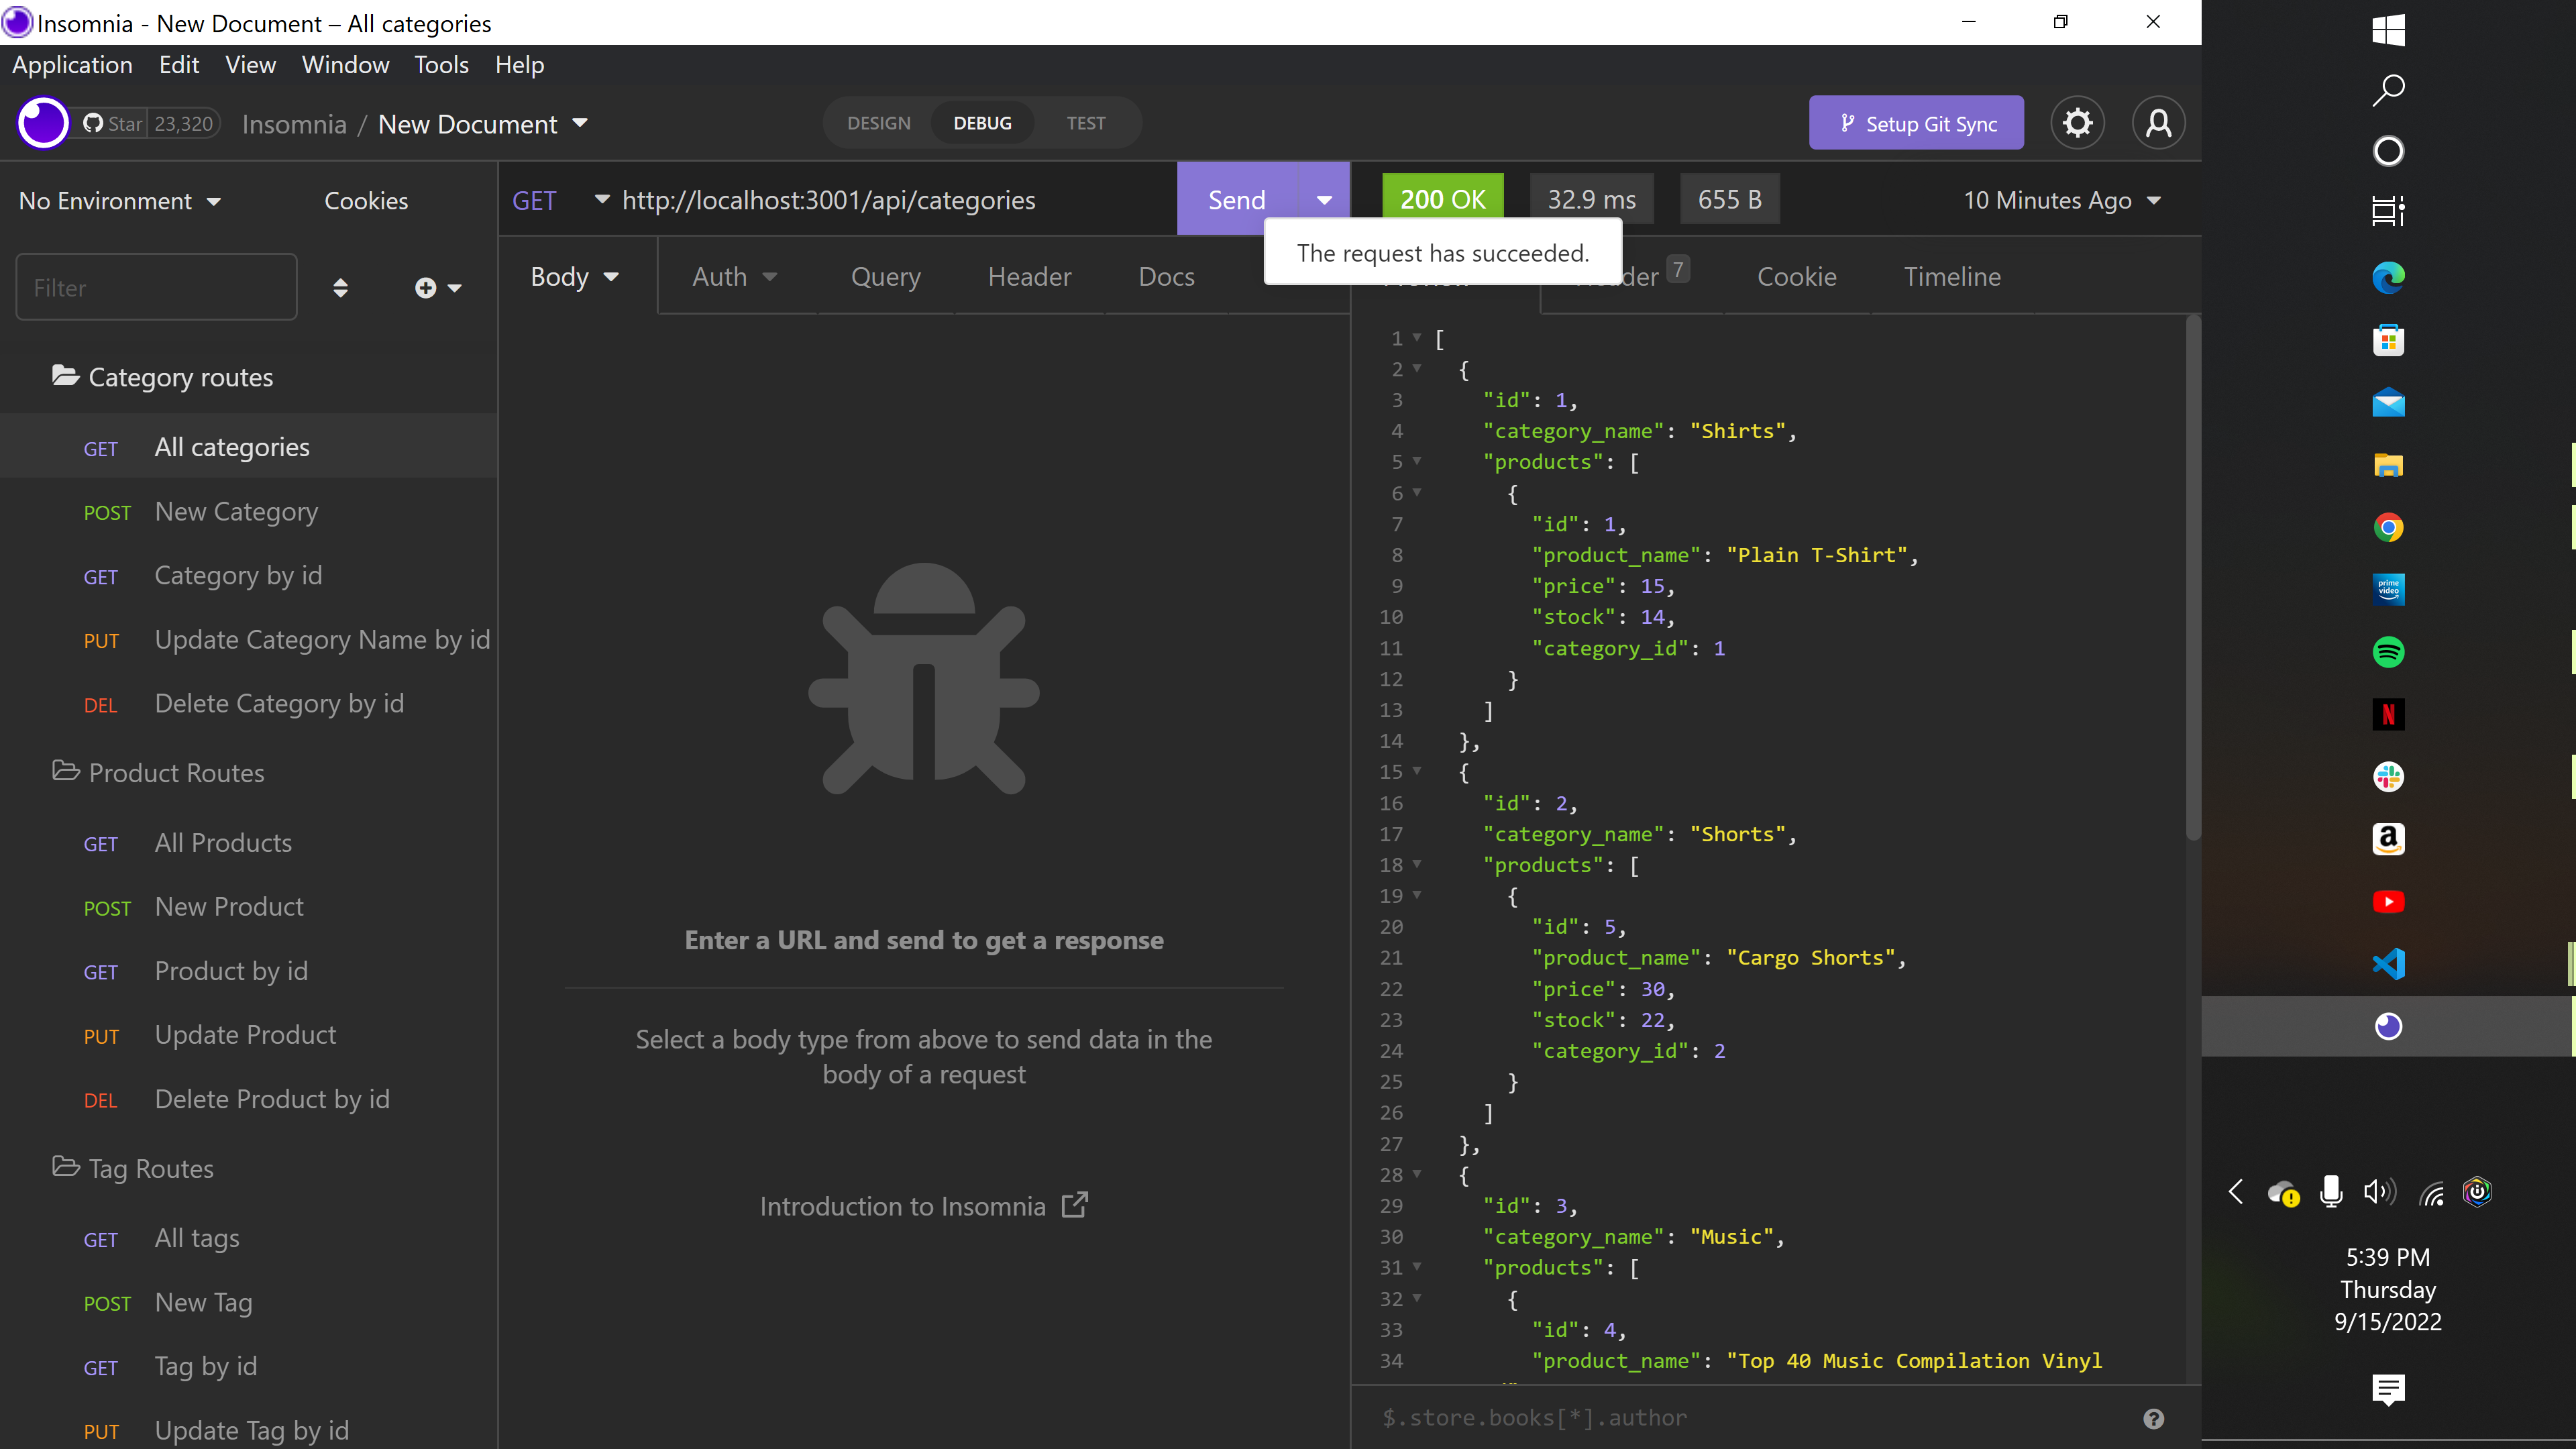 Insomnia - New Document – All categories
Application Edit View Window Tools Help
Star 23,320 Insomnia / New Document DESIGN DEBUG TEST Setup Git Sync
No Environment Cookies
GET http://localhost:3001/api/categories Send 200 OK 32.9 ms 655 B 10 Minutes Ago
The request has succeeded.
Filter
Body Auth Query Header Docs
7 Cookie Timeline
Category routes
GET All categories
POST New Category
GET Category by id
PUT Update Category Name by id
DEL Delete Category by id
Product Routes
GET All Products
POST New Product
GET Product by id
PUT Update Product
DEL Delete Product by id
Tag Routes
GET All tags
POST New Tag
GET Tag by id
PUT Update Tag by id
Enter a URL and send to get a response
Select a body type from above to send data in the
body of a request
Introduction to Insomnia
1 [
2 {
3 "id": 1,
4 "category_name": "Shirts",
5 "products": [
6 {
7 "id": 1,
8 "product_name": "Plain T-Shirt",
9 "price": 15,
10 "stock": 14,
11 "category_id": 1
12 }
13 ]
14 },
15 {
16 "id": 2,
17 "category_name": "Shorts",
18 "products": [
19 {
20 "id": 5,
21 "product_name": "Cargo Shorts",
22 "price": 30,
23 "stock": 22,
24 "category_id": 2
25 }
26 ]
27 },
28 {
29 "id": 3,
30 "category_name": "Music",
31 "products": [
32 {
33 "id": 4,
34 "product_name": "Top 40 Music Compilation Vinyl
$.store.books[*].author
prime
video
N
a
5:39 PM
Thursday
9/15/2022